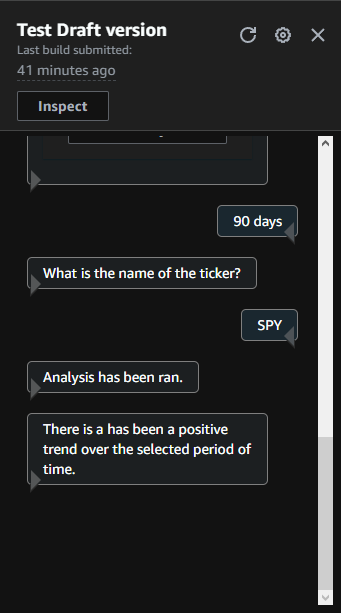 Test Draft version
Last build submitted:
41 minutes ago
Inspect
90 days
What is the name of the ticker?
SPY
Analysis has been ran.
There is a has been a positive
trend over the selected period of
time.